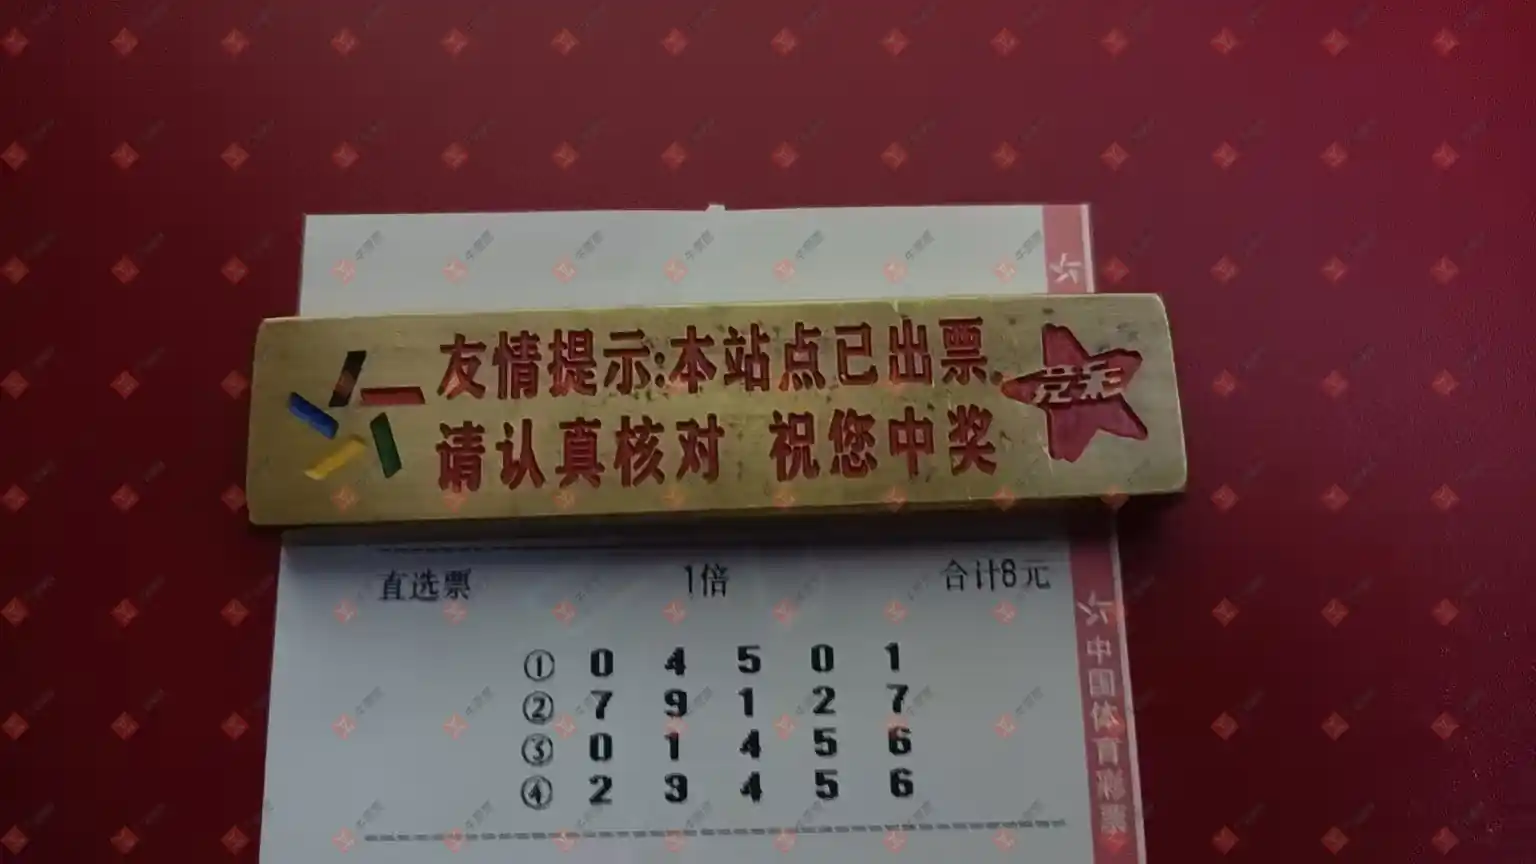 友情提示:本站点已出票
请认真核对 祝您中奖
直选票 1倍 合计8元
① 0 4 5 0 1
② 7 9 1 2 7
③ 0 1 4 5 6
④ 2 9 4 5 6
中国体育彩票